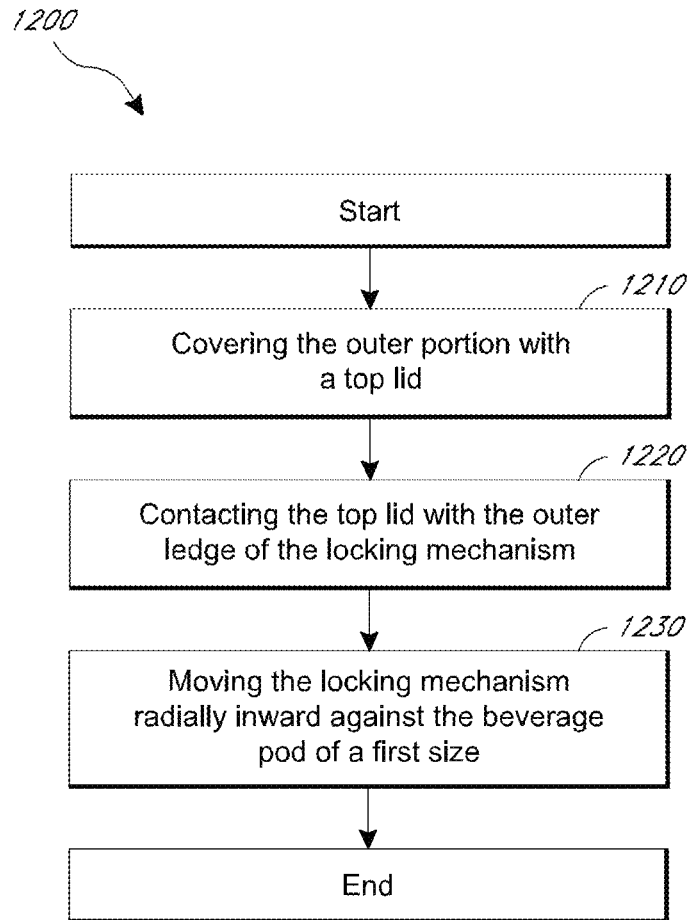 1200
Start
1210
Covering the outer portion with
a top lid
1220
Contacting the top lid with the outer
ledge of the locking mechanism
1230
Moving the locking mechanism
radially inward against the beverage
pod of a first size
End